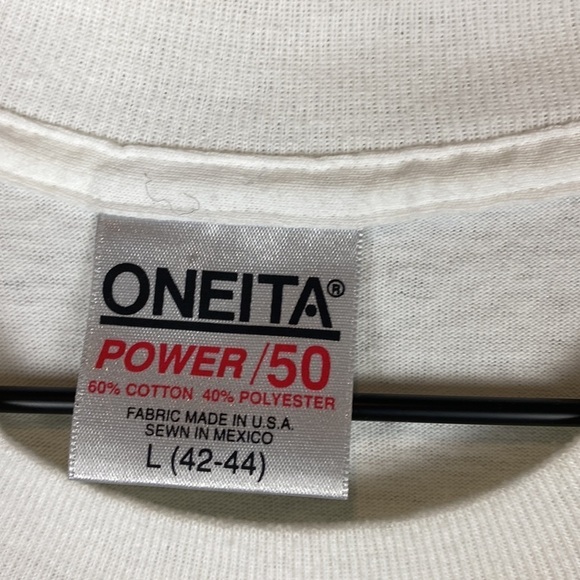 ONEITA®
POWER/50
60% COTTON 40% POLYESTER
FABRIC MADE IN U.S.A.
SEWN IN MEXICO
L (42-44)